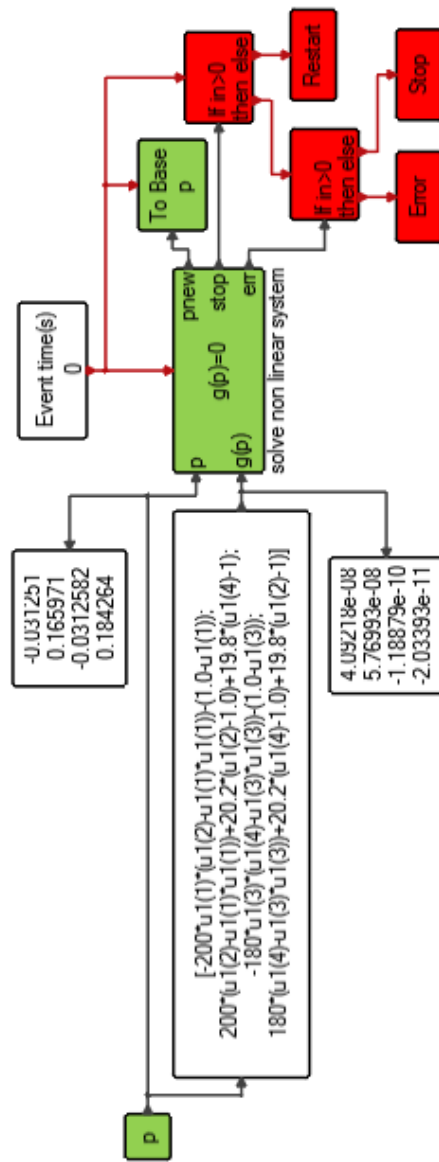 p
-0.031251
0.165971
-0.0312582
0.184264
[-200*u1(1)*(u1(2)-u1(1)*u1(1))-(1.0-u1(1));
200*(u1(2)-u1(1)*u1(1))+20.2*(u1(2)-1.0)+19.8*(u1(4)-1);
-180*u1(3)*(u1(4)-u1(3)*u1(3))-(1.0-u1(3));
180*(u1(4)-u1(3)*u1(3))+20.2*(u1(4)-1.0)+19.8*(u1(2)-1)]
4.09218e-08
5.76993e-08
-1.18879e-10
-2.03393e-11
Event time(s)
0
p
g(p)
g(p)=0
pnew
stop
err
solve non linear system
To Base
p
If in>0
then else
If in>0
then else
Restart
Error
Stop